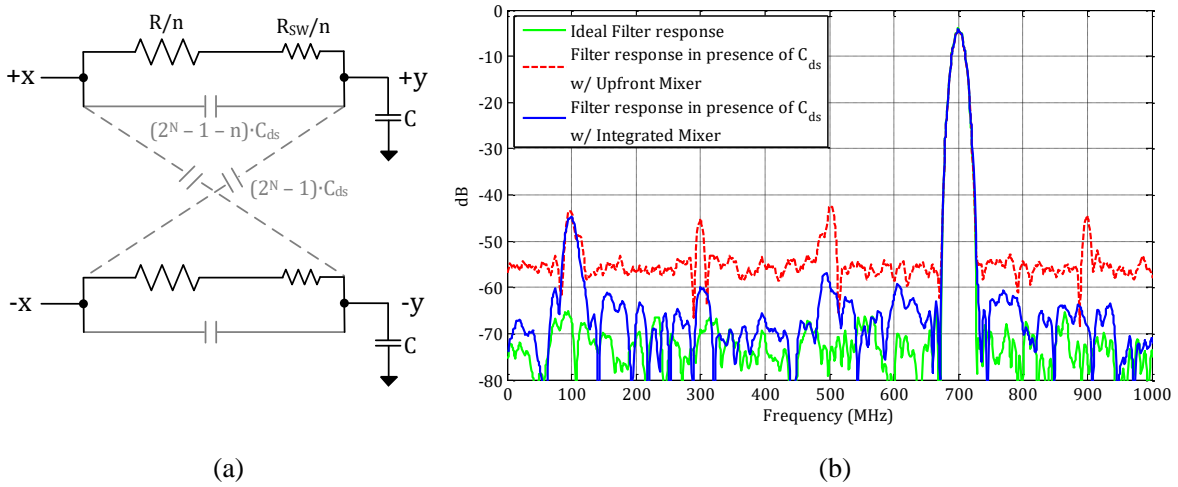 R/n
R_SW/n
+x
+y
C
(2^N – 1 – n)·C_ds
(2^N – 1)·C_ds
-x
-y
C
(a)
0
-10
-20
-30
-40
-50
-60
-70
-80
dB
Ideal Filter response
Filter response in presence of C_ds
w/ Upfront Mixer
Filter response in presence of C_ds
w/ Integrated Mixer
0 100 200 300 400 500 600 700 800 900 1000
Frequency (MHz)
(b)